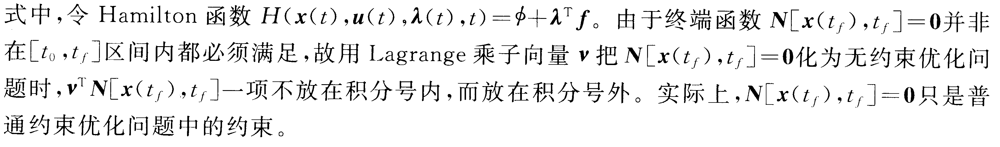 式中,令 Hamilton 函数 $H(\boldsymbol{x}(t),\boldsymbol{u}(t),\boldsymbol{\lambda}(t),t)=\phi+\boldsymbol{\lambda}^{\mathrm{T}}\boldsymbol{f}$。由于终端函数 $\boldsymbol{N}[\boldsymbol{x}(t_f),t_f]=\boldsymbol{0}$并非
在$[t_0,t_f]$区间内都必须满足,故用 Lagrange 乘子向量 $\boldsymbol{v}$ 把 $\boldsymbol{N}[\boldsymbol{x}(t_f),t_f]=\boldsymbol{0}$化为无约束优化问
题时,$\boldsymbol{v}^{\mathrm{T}}\boldsymbol{N}[\boldsymbol{x}(t_f),t_f]$一项不放在积分号内,而放在积分号外。实际上,$\boldsymbol{N}[\boldsymbol{x}(t_f),t_f]=\boldsymbol{0}$只是普
通约束优化问题中的约束。